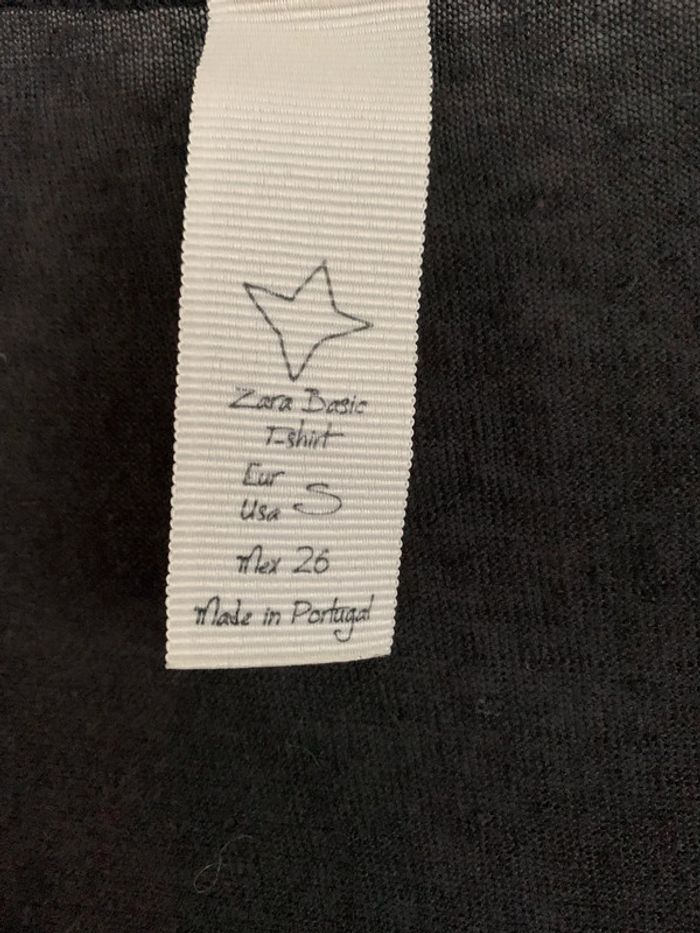 Zara Basic
T-shirt
Eur
Usa S
Mex 26
Made in Portugal